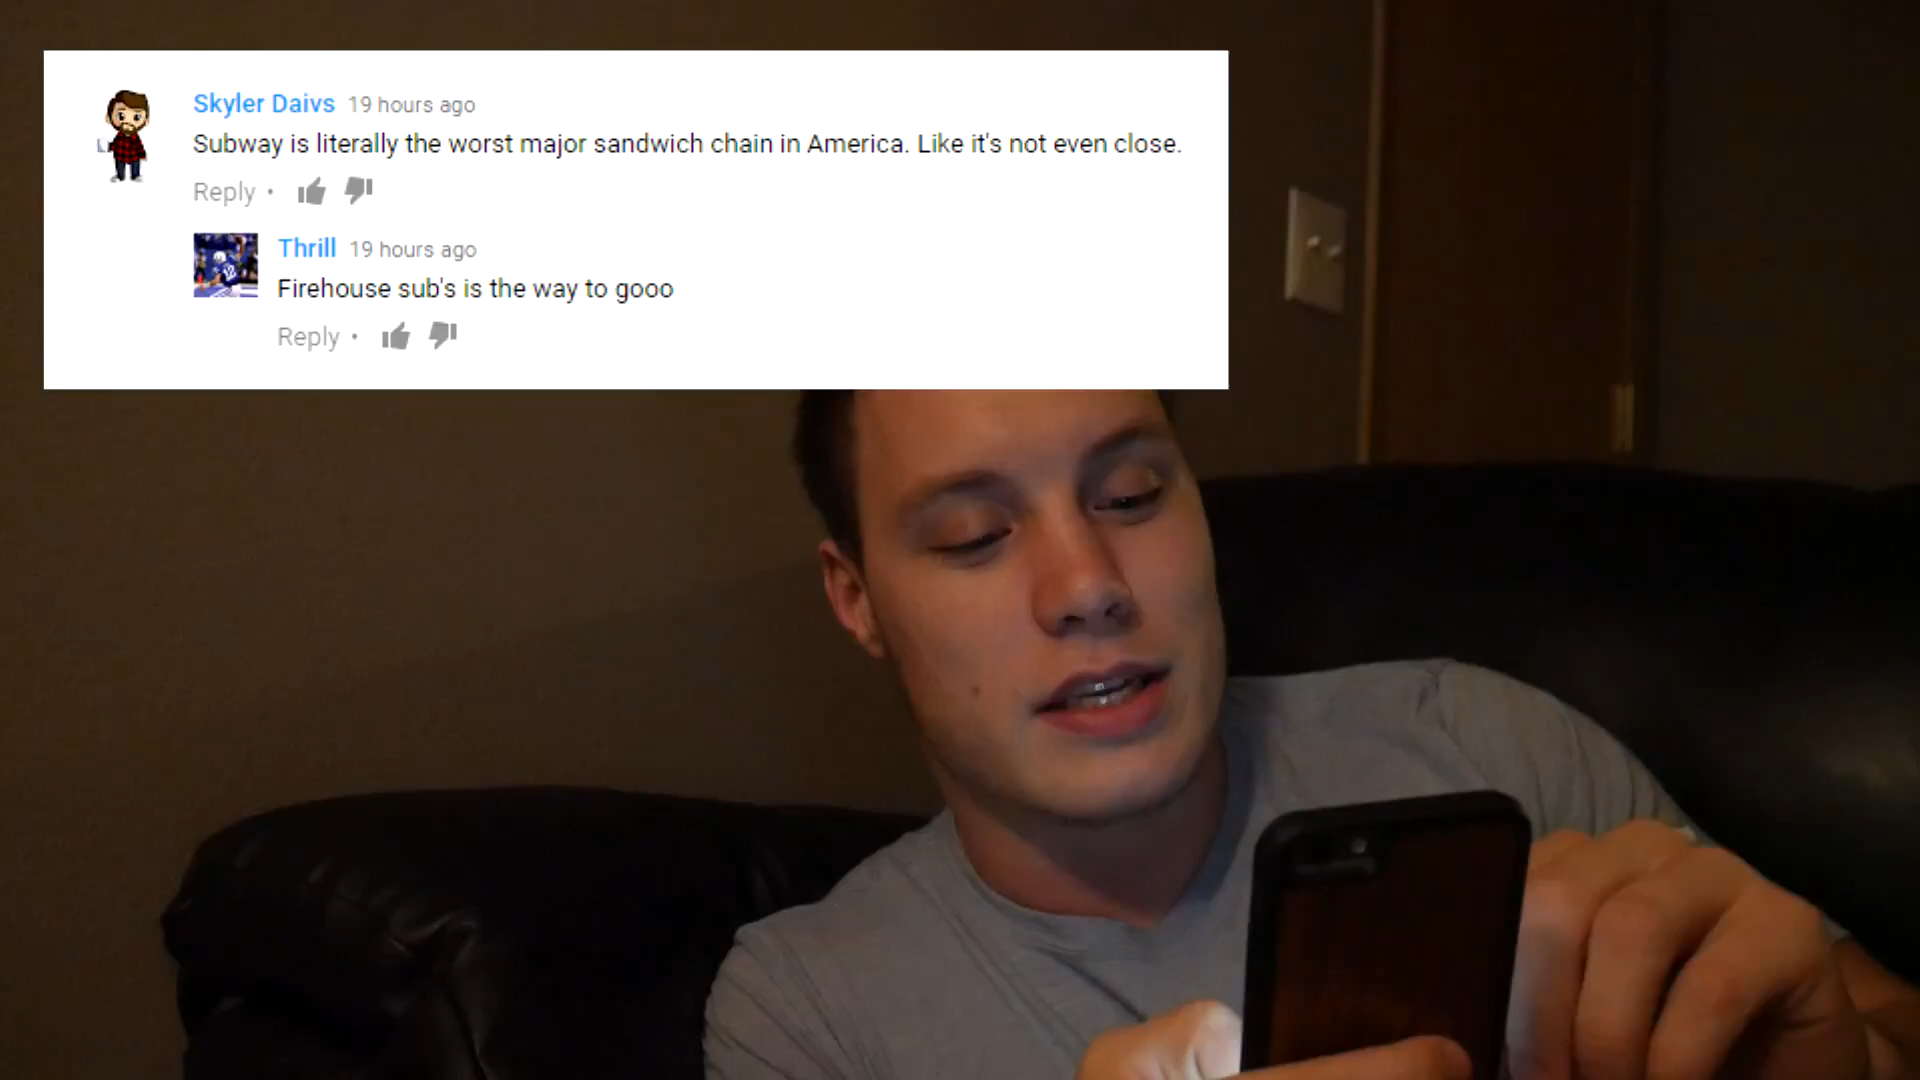 Skyler Daivs 19 hours ago
Subway is literally the worst major sandwich chain in America. Like it's not even close.
Reply •
Thrill 19 hours ago
Firehouse sub's is the way to gooo
Reply •